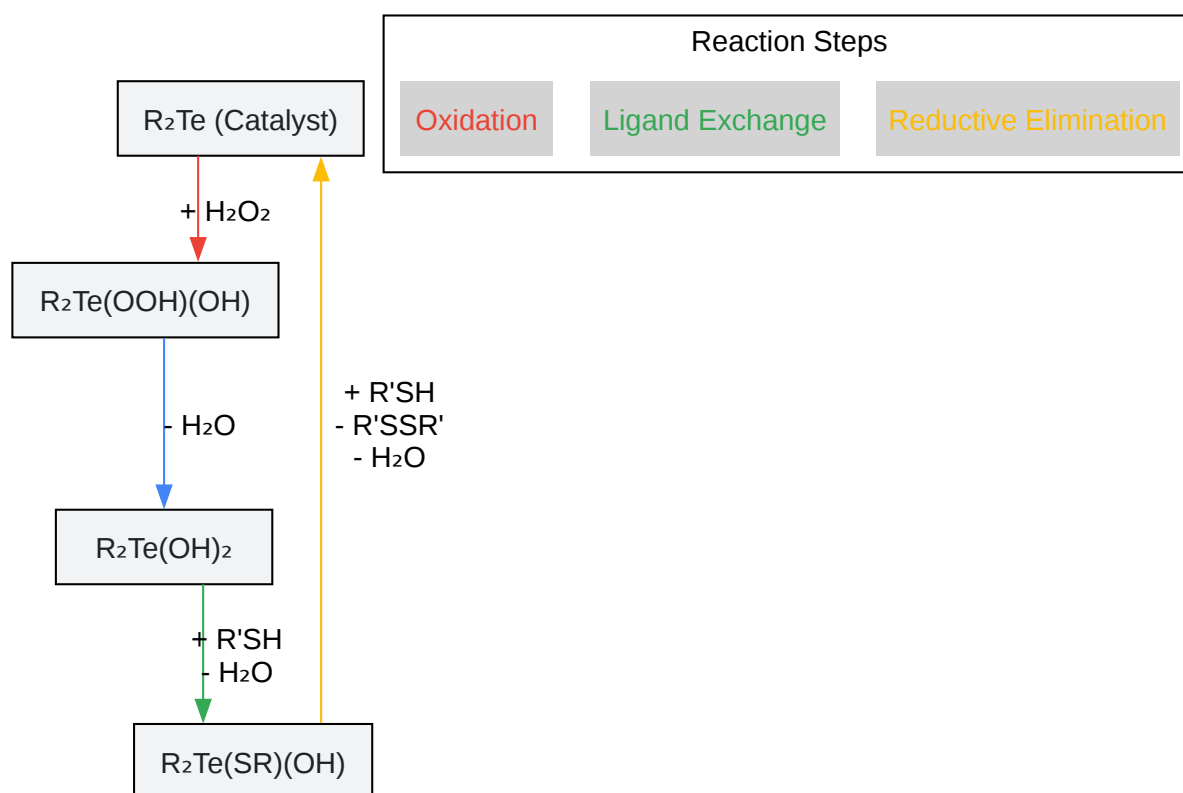 Reaction Steps
Oxidation
Ligand Exchange
Reductive Elimination
R₂Te (Catalyst)
+ H₂O₂
R₂Te(OOH)(OH)
- H₂O
+ R'SH
- R'SSR'
- H₂O
R₂Te(OH)₂
+ R'SH
- H₂O
R₂Te(SR)(OH)